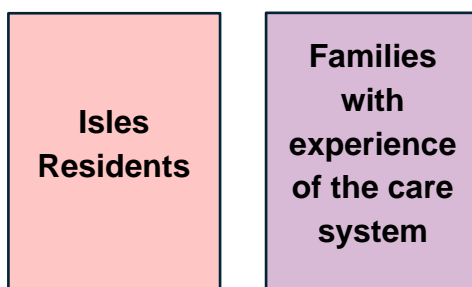 Isles
Residents
Families
with
experience
of the care
system